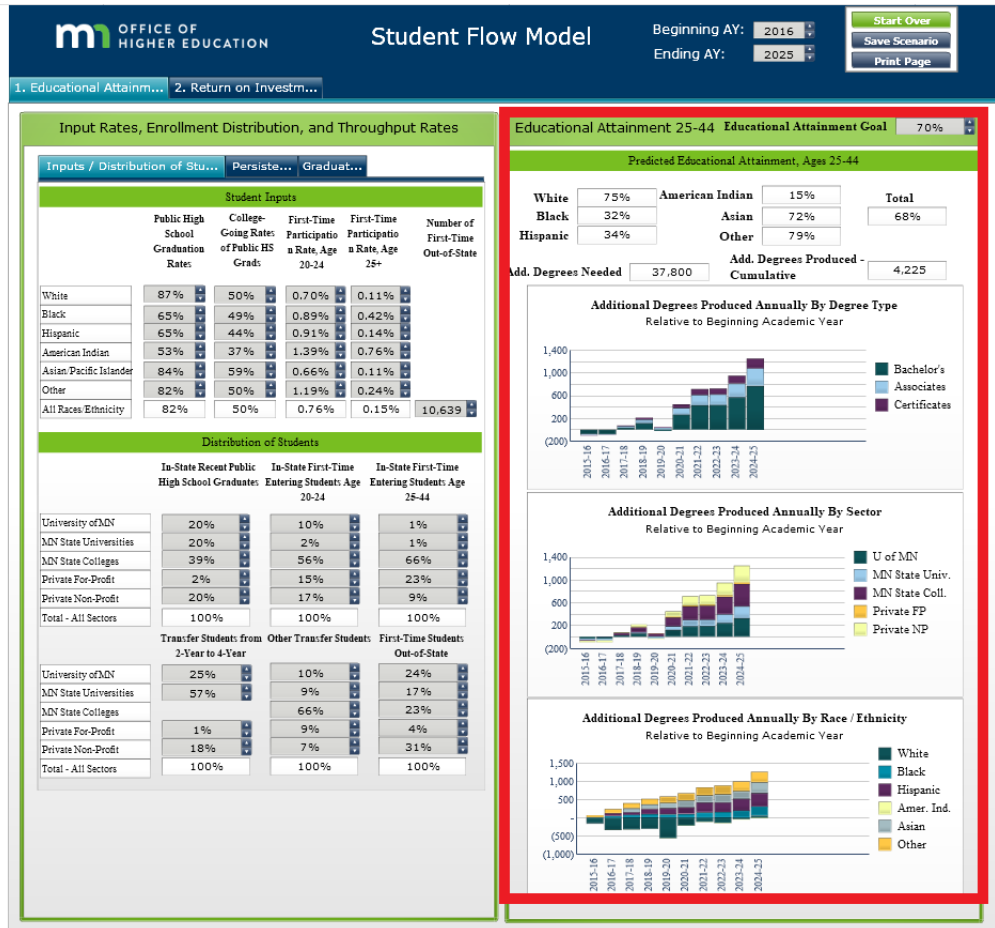 OFFICE OF
HIGHER EDUCATION
Student Flow Model
Beginning AY: 2016
Ending AY: 2025
Start Over
Save Scenario
Print Page
1. Educational Attainm... 2. Return on Investm...
Input Rates, Enrollment Distribution, and Throughput Rates
Inputs / Distribution of Stu... Persiste... Graduat...
Student Inputs
Public High School Graduation Rates
College-Going Rates of Public HS Grads
First-Time Participatio n Rate, Age 20-24
First-Time Participatio n Rate, Age 25+
Number of First-Time Out-of-State
White 87% 50% 0.70% 0.11%
Black 65% 49% 0.89% 0.42%
Hispanic 65% 44% 0.91% 0.14%
American Indian 53% 37% 1.39% 0.76%
Asian/Pacific Islander 84% 59% 0.66% 0.11%
Other 82% 50% 1.19% 0.24%
All Races/Ethnicity 82% 50% 0.76% 0.15% 10,639
Distribution of Students
In-State Recent Public High School Graduates
In-State First-Time Entering Students Age 20-24
In-State First-Time Entering Students Age 25-44
University of MN 20% 10% 1%
MN State Universities 20% 2% 1%
MN State Colleges 39% 56% 66%
Private For-Profit 2% 15% 23%
Private Non-Profit 20% 17% 9%
Total - All Sectors 100% 100% 100%
Transfer Students from 2-Year to 4-Year
Other Transfer Students
First-Time Students Out-of-State
University of MN 25% 10% 24%
MN State Universities 57% 9% 17%
MN State Colleges 66% 23%
Private For-Profit 1% 9% 4%
Private Non-Profit 18% 7% 31%
Total - All Sectors 100% 100% 100%
Educational Attainment 25-44 Educational Attainment Goal 70%
Predicted Educational Attainment, Ages 25-44
White 75% American Indian 15% Total
Black 32% Asian 72% 68%
Hispanic 34% Other 79%
Add. Degrees Needed 37,800 Add. Degrees Produced - Cumulative 4,225
Additional Degrees Produced Annually By Degree Type
Relative to Beginning Academic Year
1,400
1,000
600
200
(200)
2015-16 2016-17 2017-18 2018-19 2019-20 2020-21 2021-22 2022-23 2023-24 2024-25
Bachelor's
Associates
Certificates
Additional Degrees Produced Annually By Sector
Relative to Beginning Academic Year
1,400
1,000
600
200
(200)
2015-16 2016-17 2017-18 2018-19 2019-20 2020-21 2021-22 2022-23 2023-24 2024-25
U of MN
MN State Univ.
MN State Coll.
Private FP
Private NP
Additional Degrees Produced Annually By Race / Ethnicity
Relative to Beginning Academic Year
1,500
1,000
500
-
(500)
(1,000)
2015-16 2016-17 2017-18 2018-19 2019-20 2020-21 2021-22 2022-23 2023-24 2024-25
White
Black
Hispanic
Amer. Ind.
Asian
Other